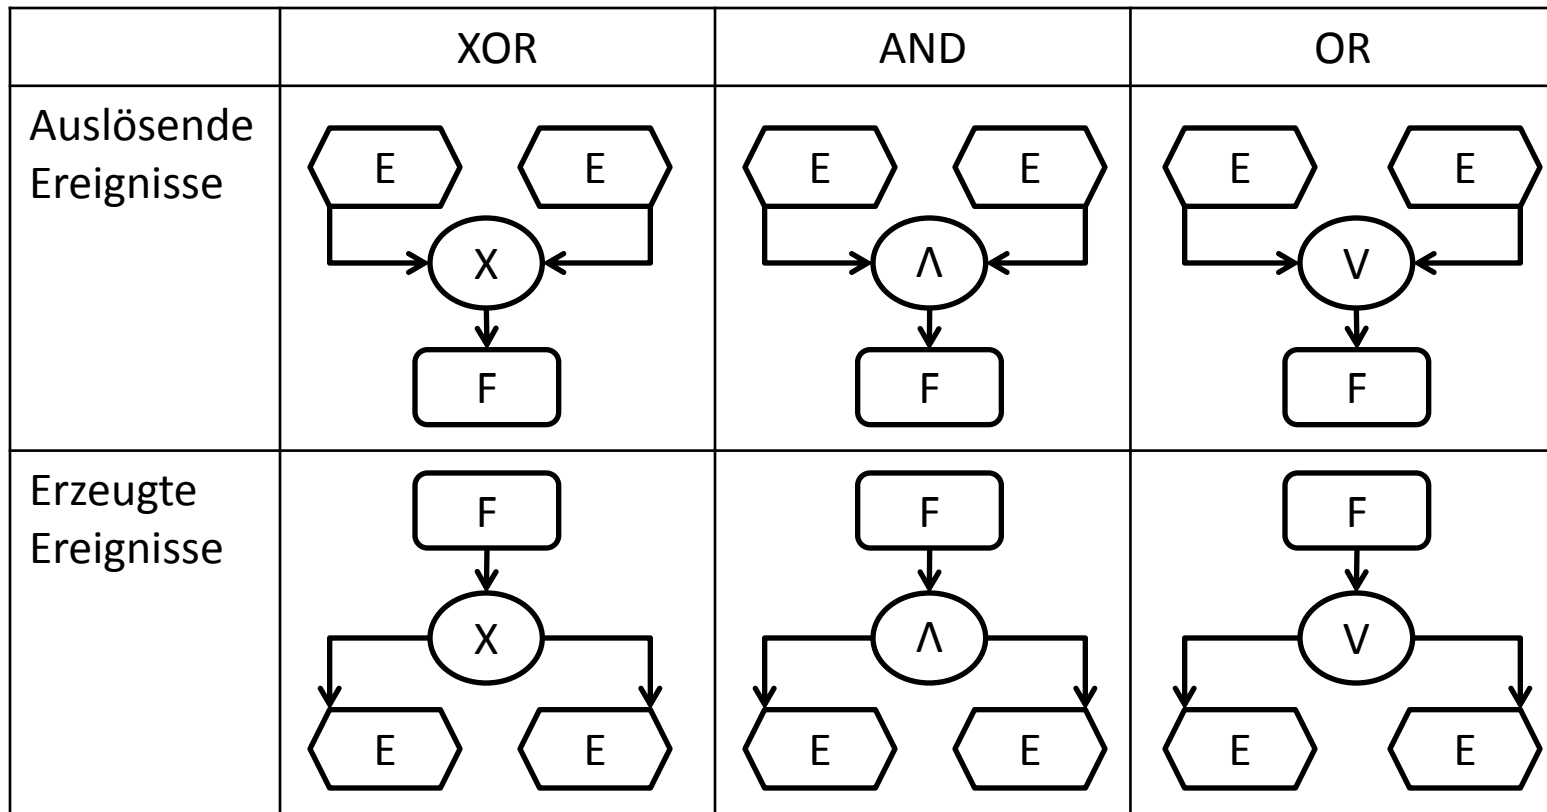 XOR AND OR
Auslösende
Ereignisse
E E E E E E
X Λ V
F F F
Erzeugte
Ereignisse
F F F
X Λ V
E E E E E E